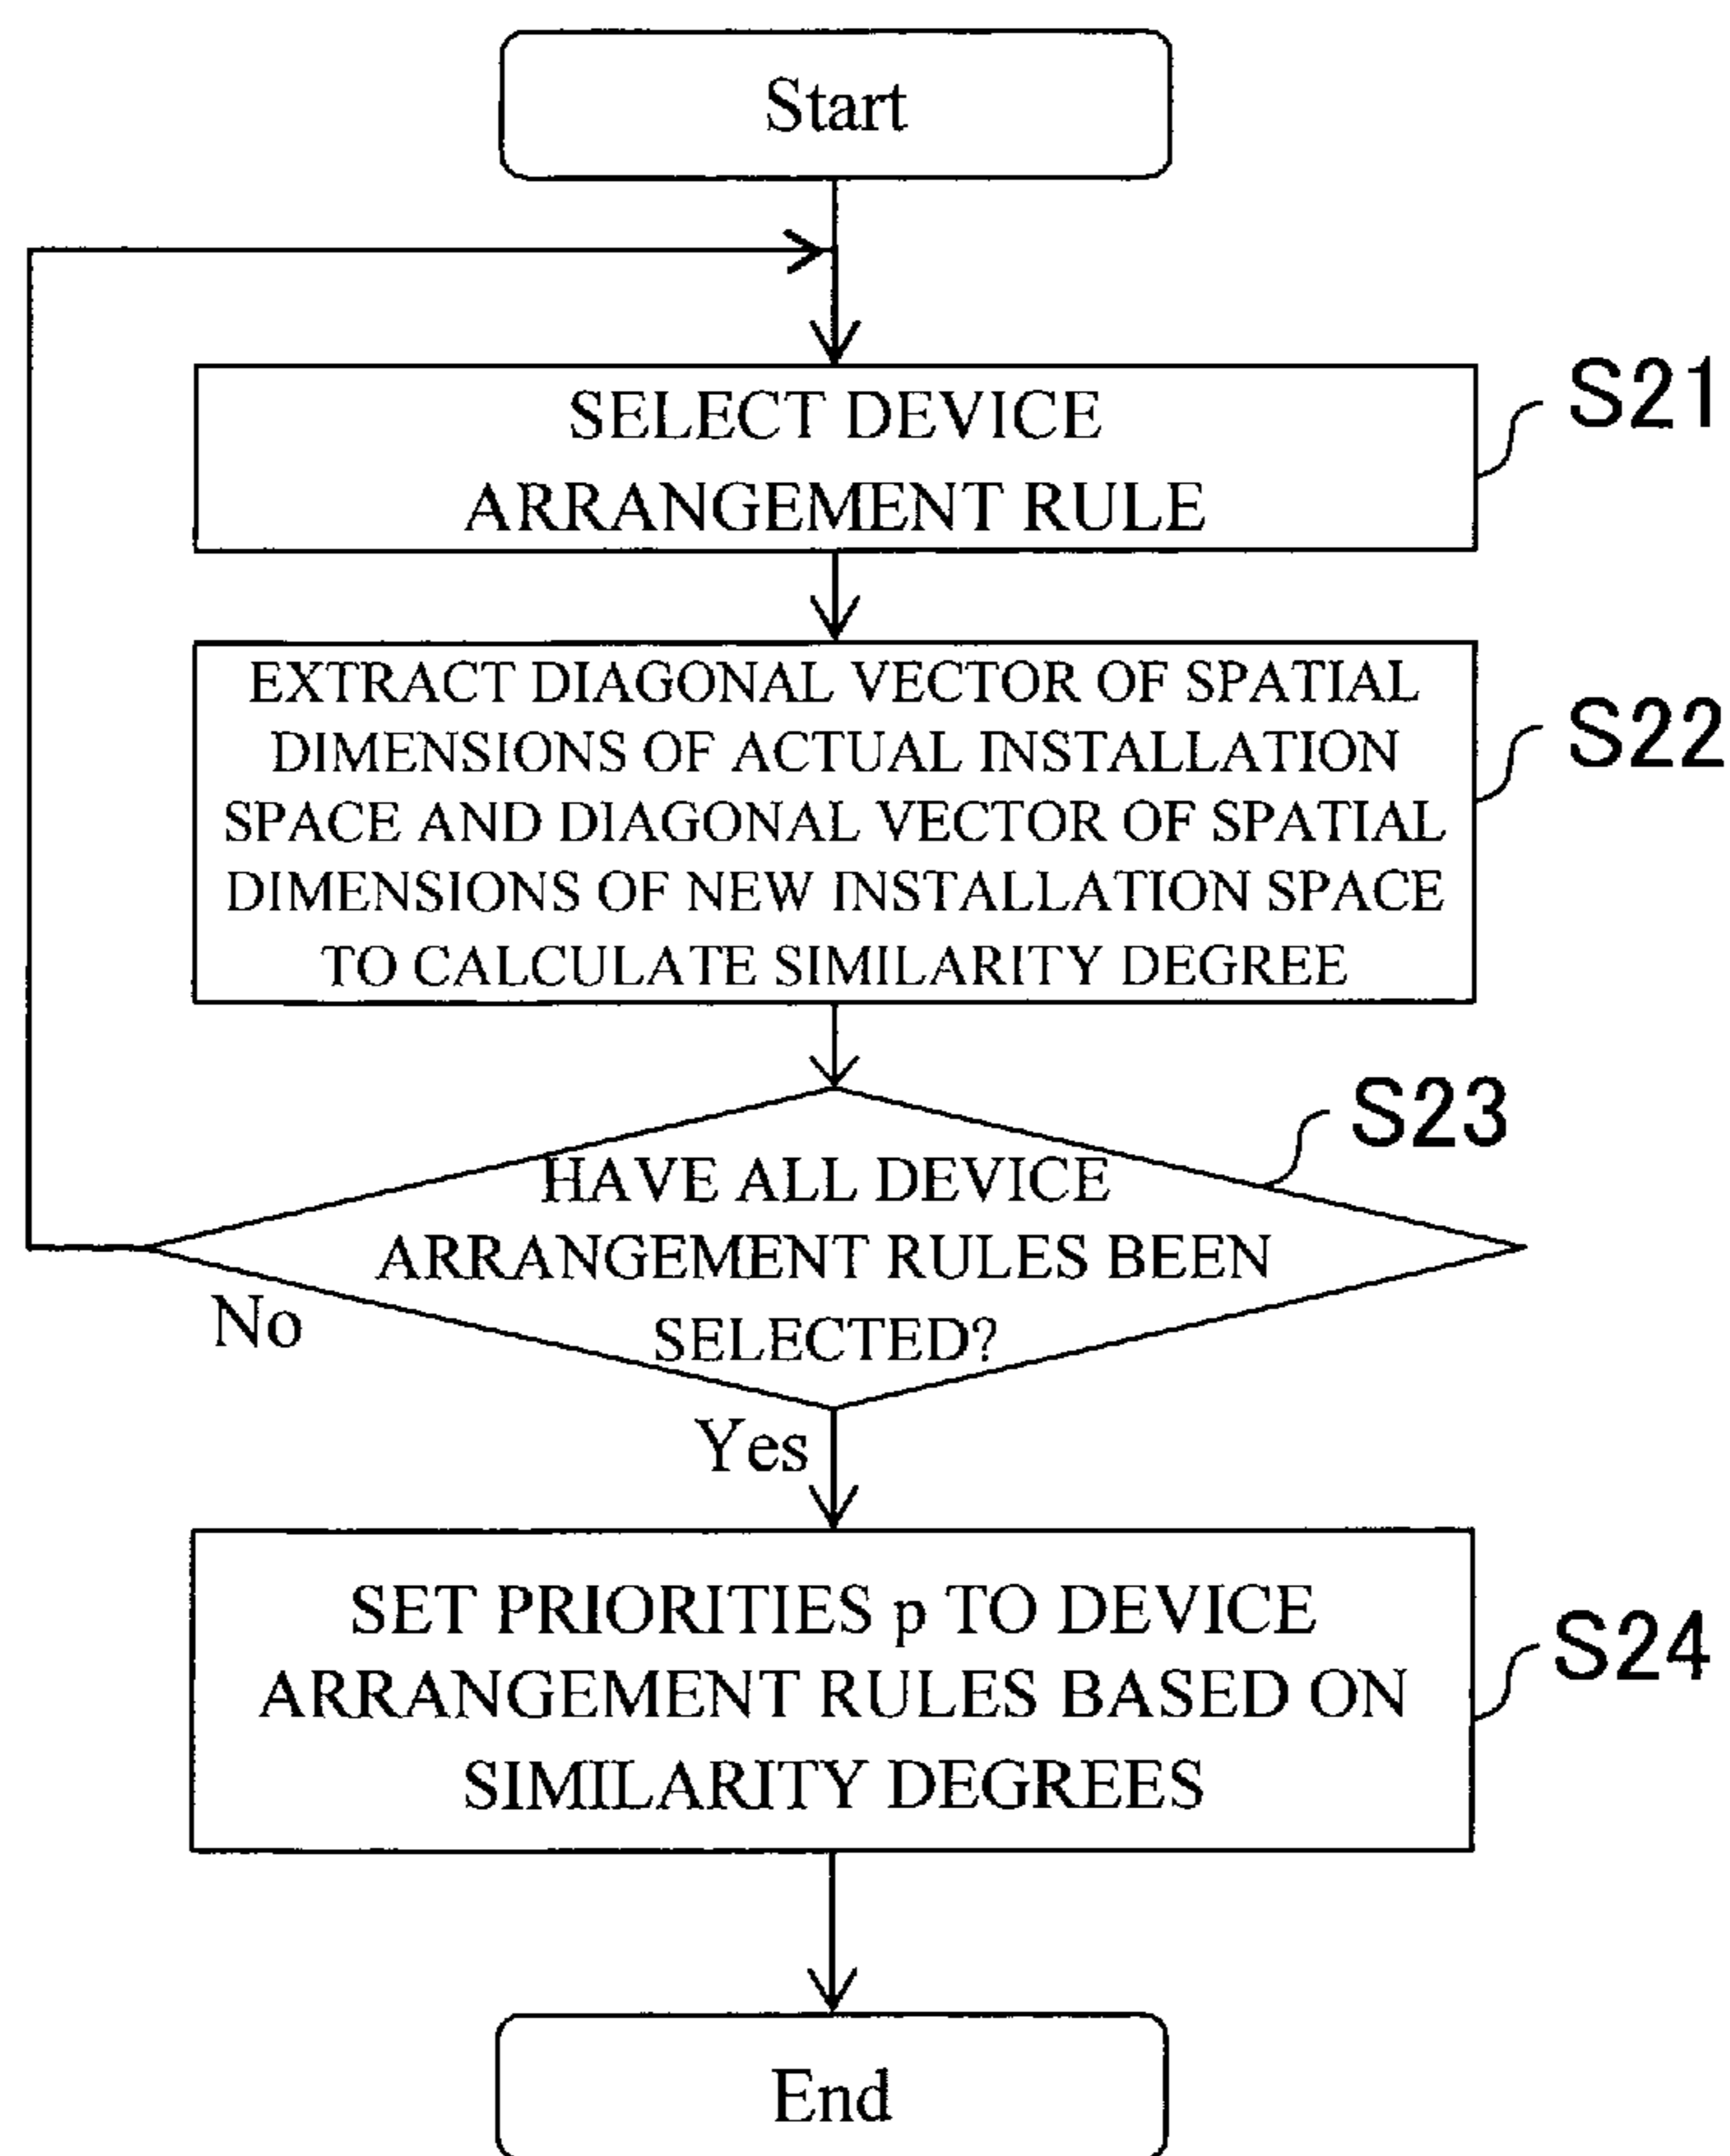 Start
SELECT DEVICE
ARRANGEMENT RULE
S21
EXTRACT DIAGONAL VECTOR OF SPATIAL
DIMENSIONS OF ACTUAL INSTALLATION
SPACE AND DIAGONAL VECTOR OF SPATIAL
DIMENSIONS OF NEW INSTALLATION SPACE
TO CALCULATE SIMILARITY DEGREE
S22
HAVE ALL DEVICE
ARRANGEMENT RULES BEEN
SELECTED?
S23
No
Yes
SET PRIORITIES p TO DEVICE
ARRANGEMENT RULES BASED ON
SIMILARITY DEGREES
S24
End